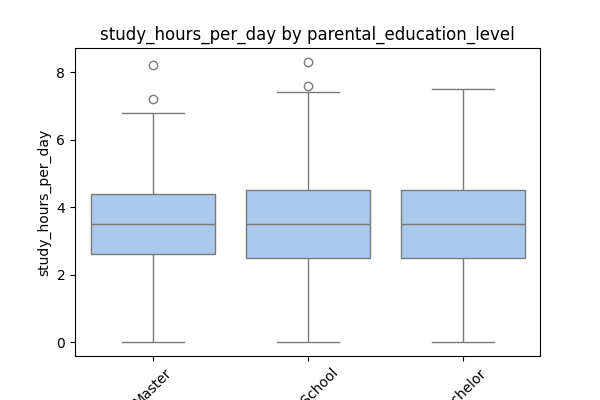 study_hours_per_day by parental_education_level
study_hours_per_day
8
6
4
2
0
Master
School
chelor